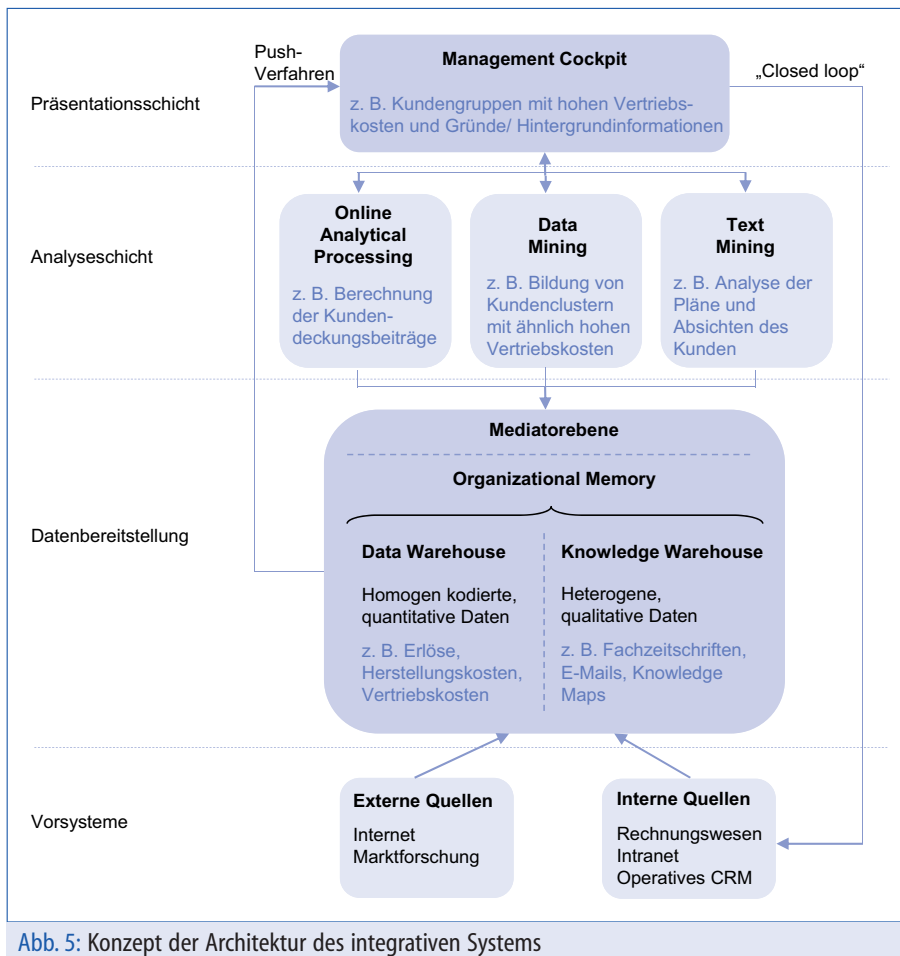 Push-
Verfahren
Management Cockpit
„Closed loop“
Präsentationsschicht
z. B. Kundengruppen mit hohen Vertriebs-
kosten und Gründe/ Hintergrundinformationen
Analyseschicht
Online
Analytical
Processing
z. B. Berechnung
der Kunden-
deckungsbeiträge
Data
Mining
z. B. Bildung von
Kundenclustern
mit ähnlich hohen
Vertriebskosten
Text
Mining
z. B. Analyse der
Pläne und
Absichten des
Kunden
Datenbereitstellung
Mediatorebene
Organizational Memory
Data Warehouse
Homogen kodierte,
quantitative Daten
z. B. Erlöse,
Herstellungskosten,
Vertriebskosten
Knowledge Warehouse
Heterogene,
qualitative Daten
z. B. Fachzeitschriften,
E-Mails, Knowledge
Maps
Vorsysteme
Externe Quellen
Internet
Marktforschung
Interne Quellen
Rechnungswesen
Intranet
Operatives CRM
Abb. 5: Konzept der Architektur des integrativen Systems